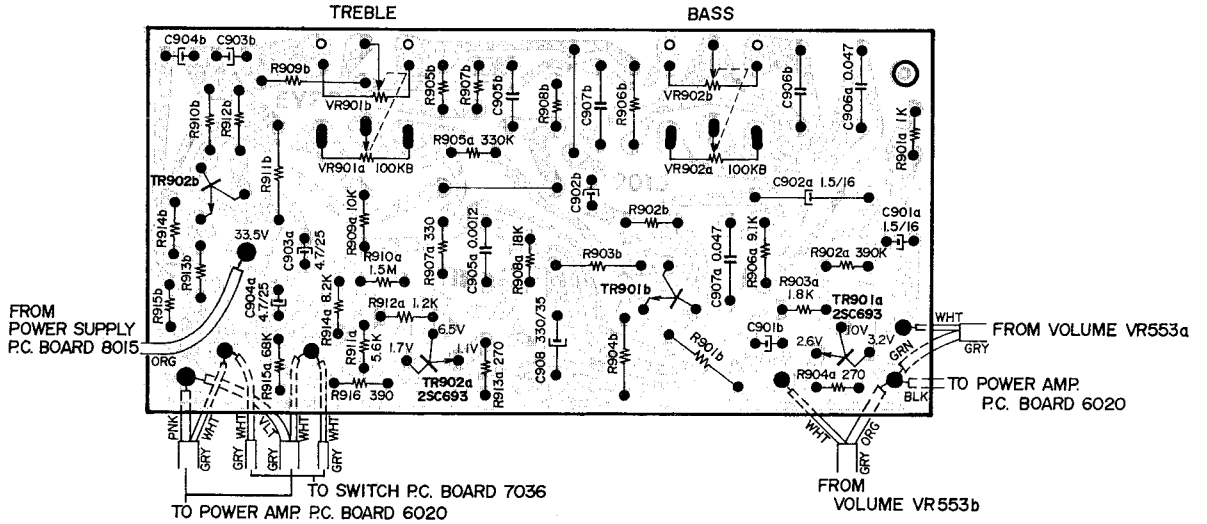 TREBLE
BASS
C904b
C903b
R909b
R910b
R912b
VR901b
R905b
R907b
C905b
R908b
C907b
R906b
VR902b
C906b
C906a 0.047
R901a 1K
R911b
R905a 330K
VR901a 100KB
VR902a 100KB
TR902b
C902b
C902a 1.5/16
R914b
R902b
C901a
1.5/16
33.5V
C903a
4.7/25
R909a 10K
R907a 330
C905a 0.0012
R908a 18K
C907a 0.047
R906a 9.1K
R913b
R910a
1.5M
R903b
R902a 390K
R915b
C904a
4.7/25
R914a 8.2K
R912a 1.2K
TR901b
R903a
1.8K
TR901a
2SC693
FROM
POWER SUPPLY
P.C. BOARD 8015
ORG
R915a 68K
R911a
5.6K
6.5V
1.7V
1.1V
TR902a
2SC693
R916 390
R913a 270
C908 330/35
R904b
R901b
C901b
10V
2.6V
3.2V
R904a 270
WHT
GRY
FROM VOLUME VR553a
GRN
BLK
TO POWER AMP.
P.C. BOARD 6020
PNK
WHT
WHT
VLT
WHT
GRY
GRY
GRY
GRY
WHT
ORG
GRY
TO SWITCH P.C. BOARD 7036
TO POWER AMP. P.C. BOARD 6020
FROM
VOLUME VR553b